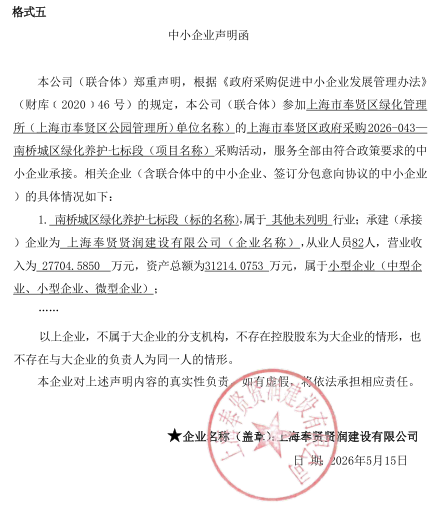 格式五
中小企业声明函
本公司（联合体）郑重声明，根据《政府采购促进中小企业发展管理办法》
（财库﹝2020﹞46 号）的规定，本公司（联合体）参加上海市奉贤区绿化管理
所（上海市奉贤区公园管理所）单位名称）的上海市奉贤区政府采购2026-043—
南桥城区绿化养护七标段（项目名称）采购活动，服务全部由符合政策要求的中
小企业承接。相关企业（含联合体中的中小企业、签订分包意向协议的中小企业
）的具体情况如下：
1. 南桥城区绿化养护七标段（标的名称），属于 其他未列明 行业；承建（承接
）企业为 上海奉贤贤润建设有限公司（企业名称），从业人员82人，营业收
入为 27704.5850 万元，资产总额为31214.0753 万元，属于小型企业（中型企
业、小型企业、微型企业）；
……
以上企业，不属于大企业的分支机构，不存在控股股东为大企业的情形，也
不存在与大企业的负责人为同一人的情形。
本企业对上述声明内容的真实性负责。如有虚假，将依法承担相应责任。
★企业名称（盖章）：上海奉贤贤润建设有限公司
日 期：2026年5月15日
上海奉贤贤润建设有限公司